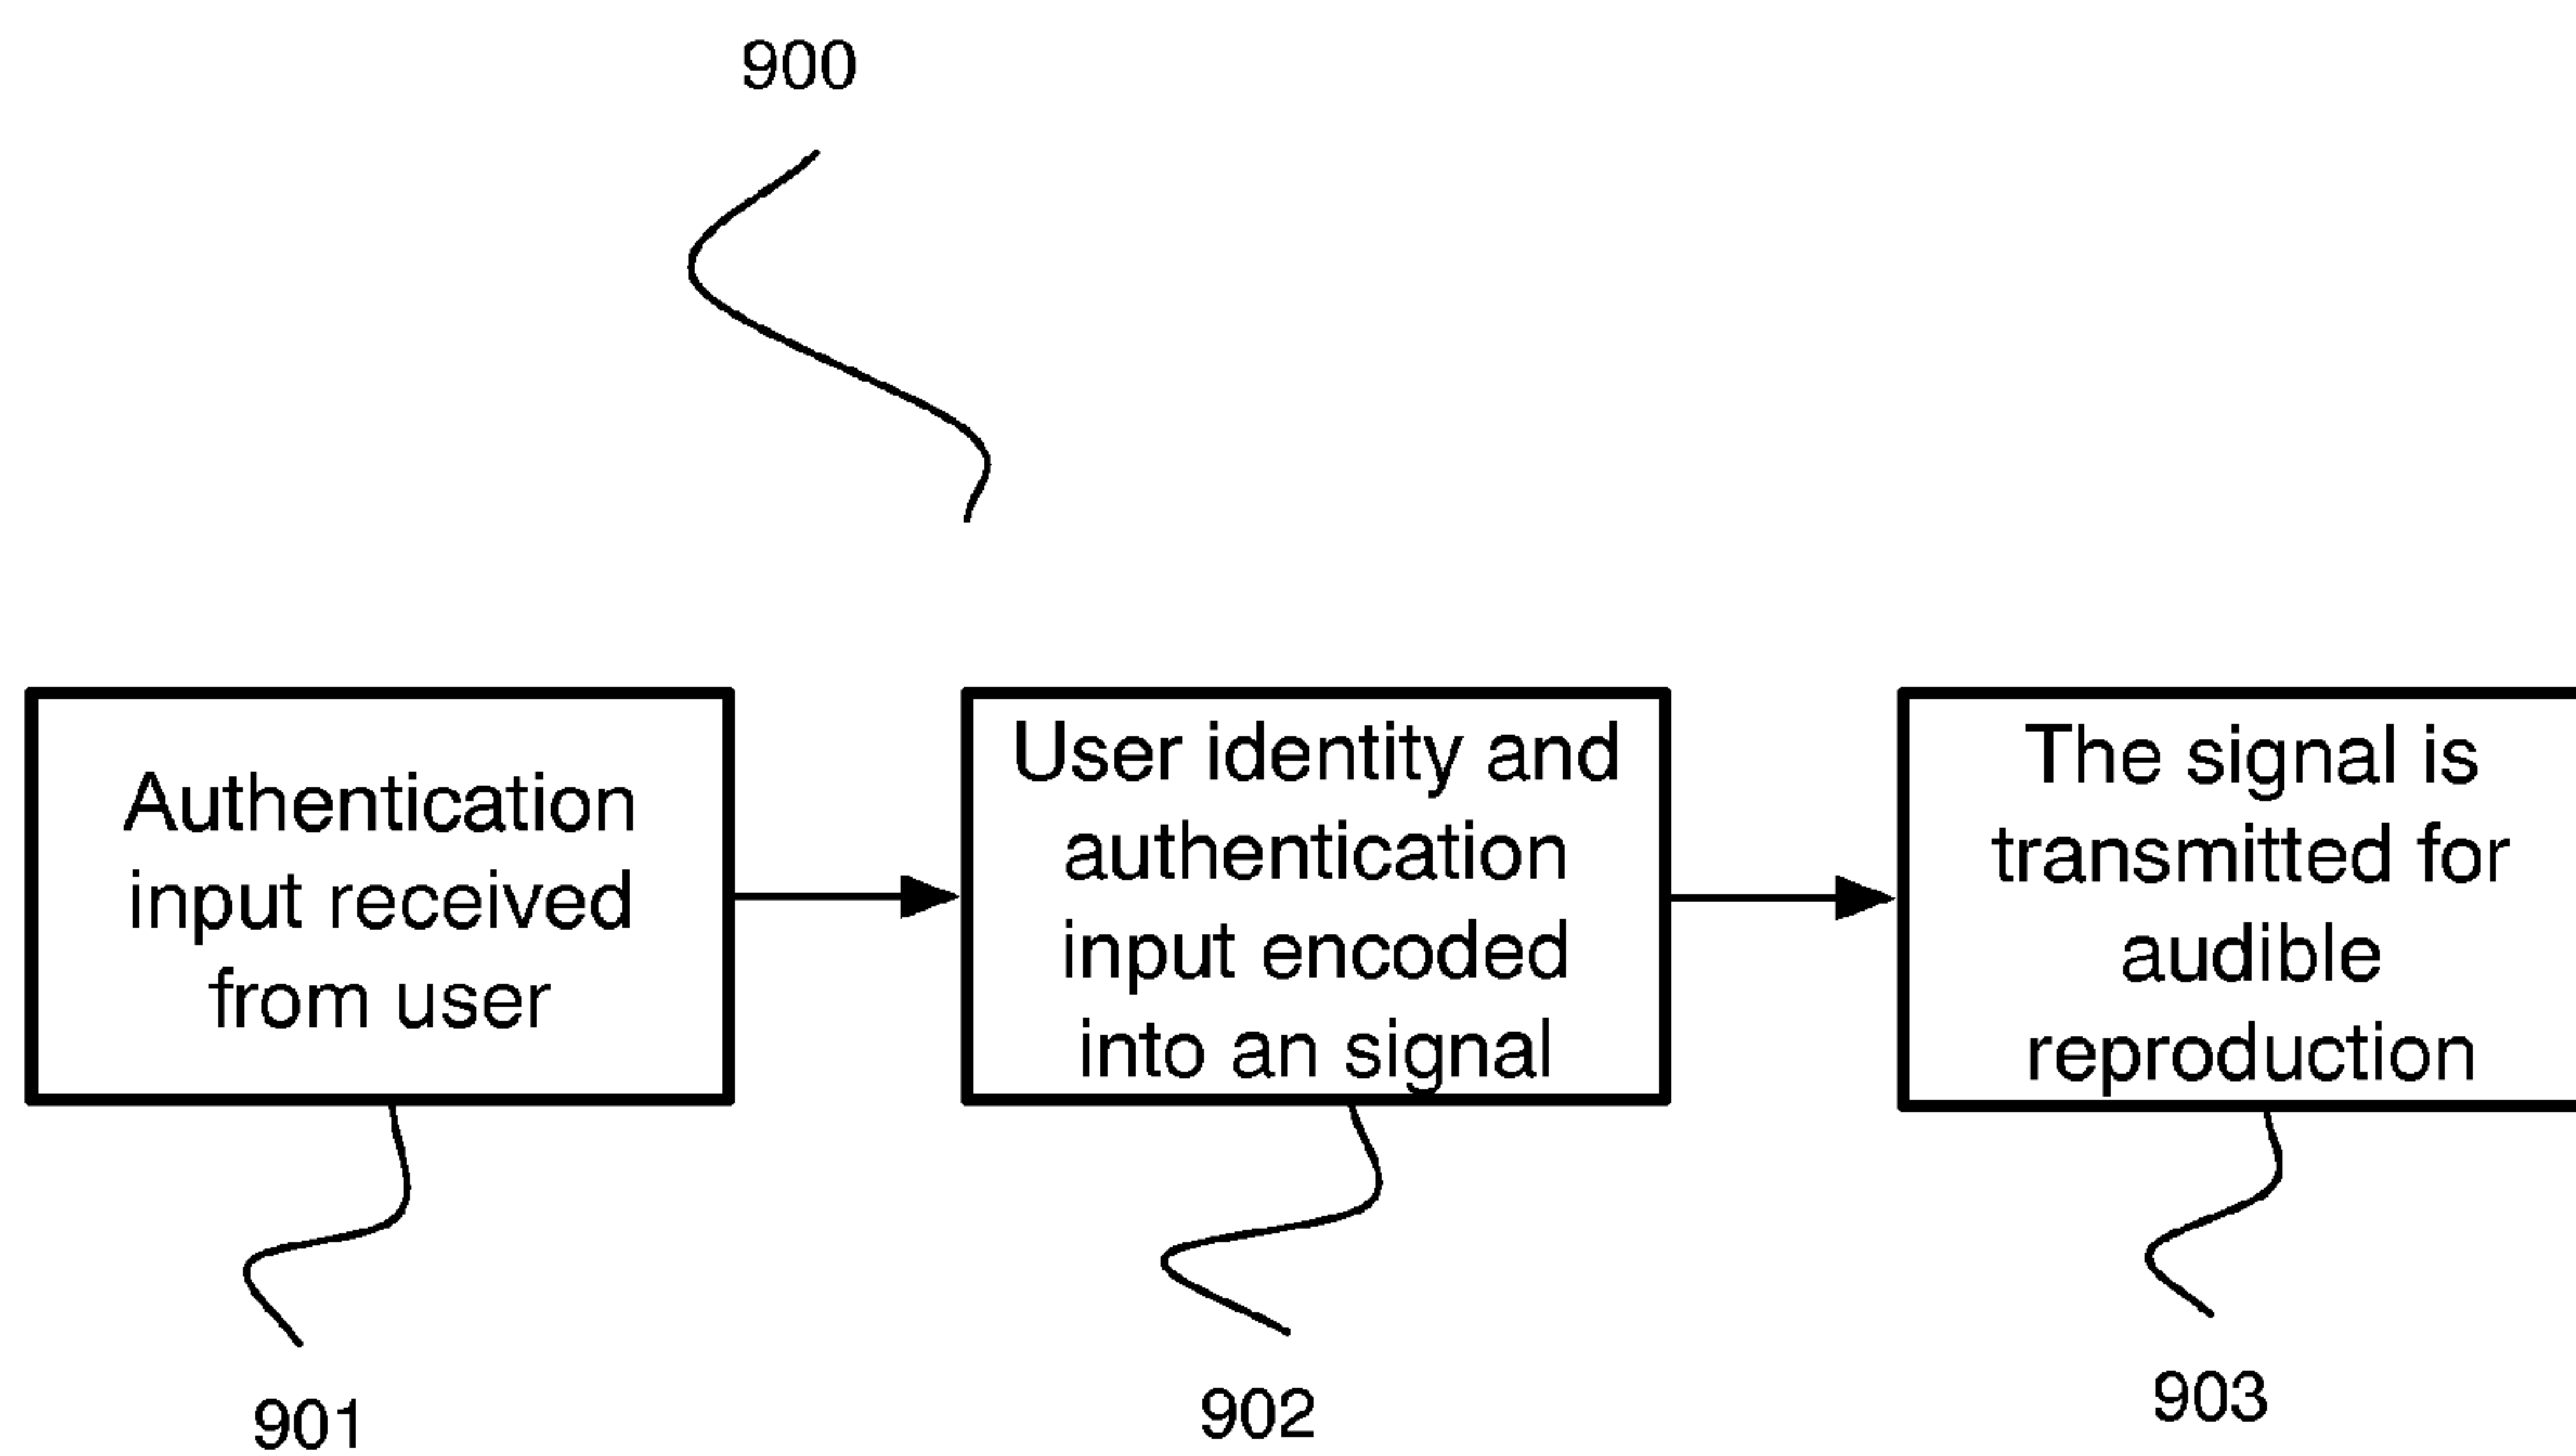 900
Authentication
input received
from user
User identity and
authentication
input encoded
into an signal
The signal is
transmitted for
audible
reproduction
901
902
903